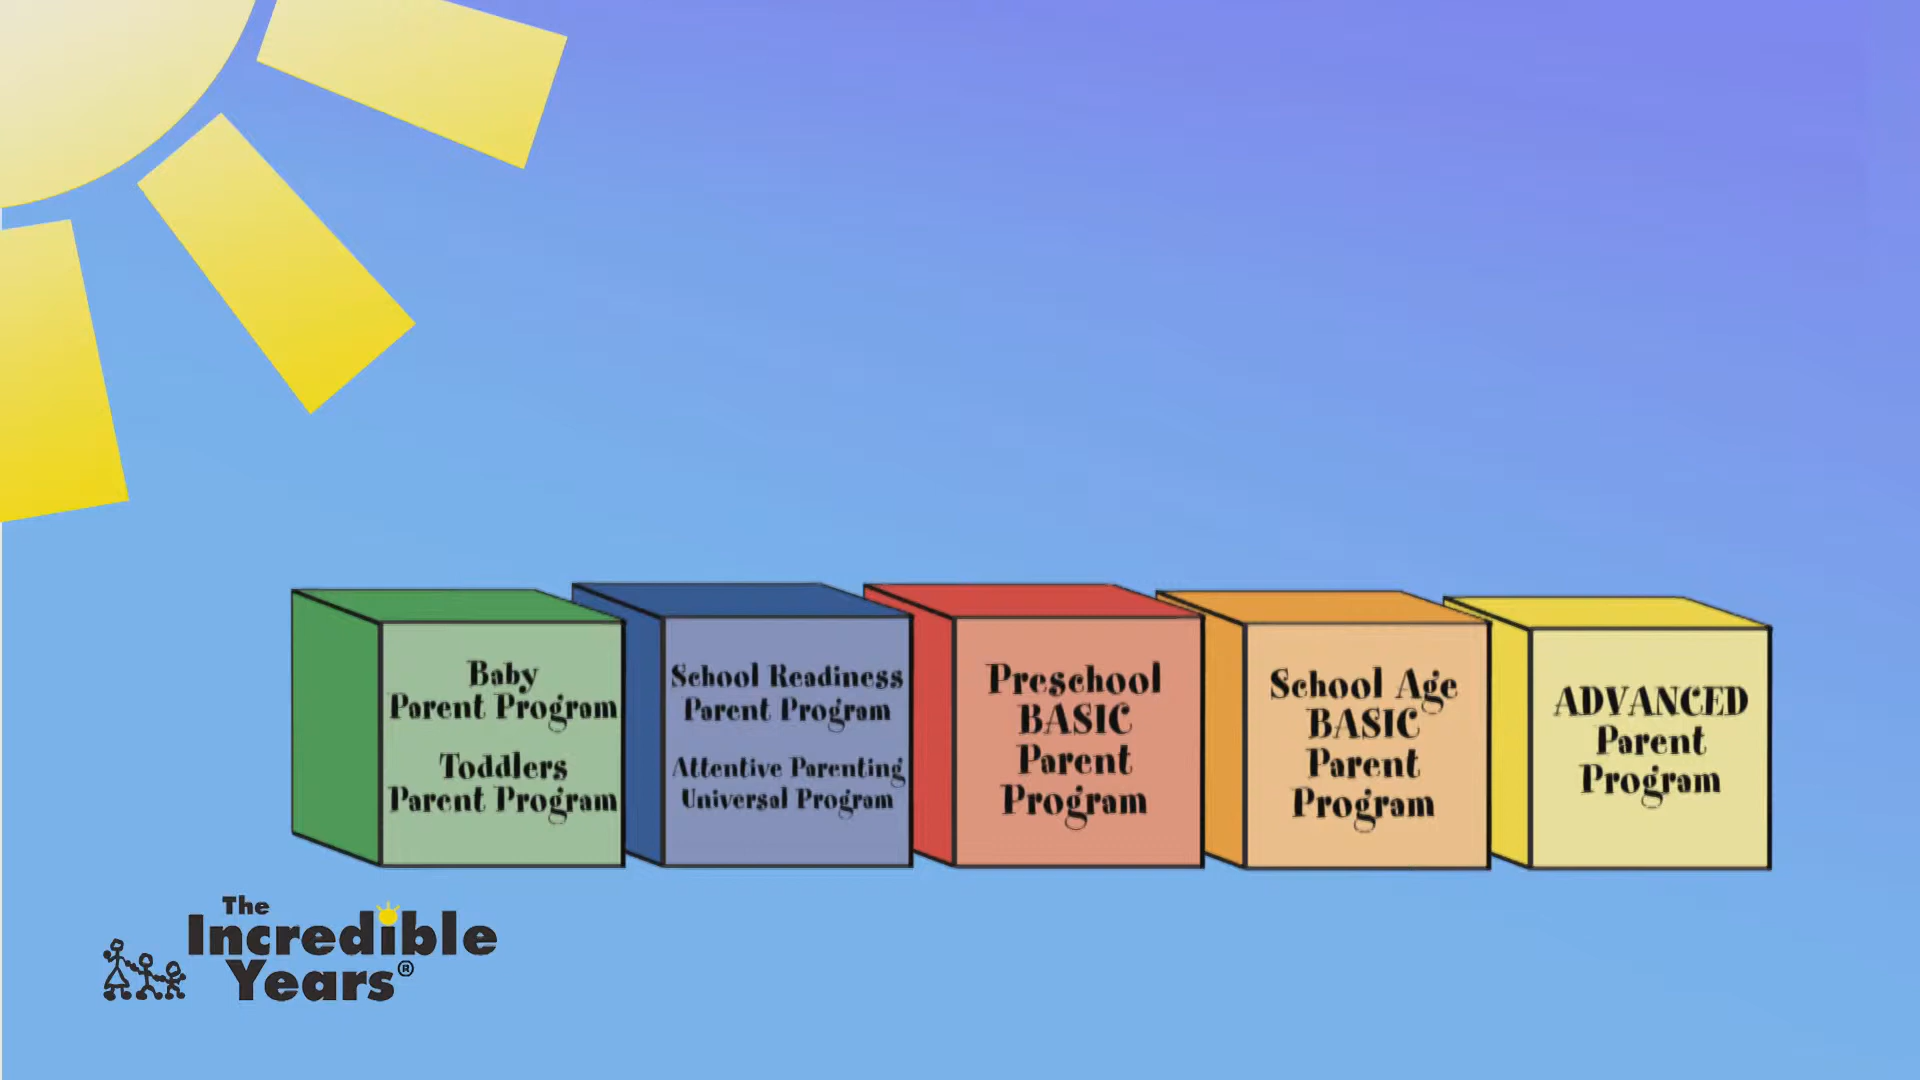 Baby
Parent Program
Toddlers
Parent Program
School Readiness
Parent Program
Attentive Parenting
Universal Program
Preschool
BASIC
Parent
Program
School Age
BASIC
Parent
Program
ADVANCED
Parent
Program
The
Incredible
Years®